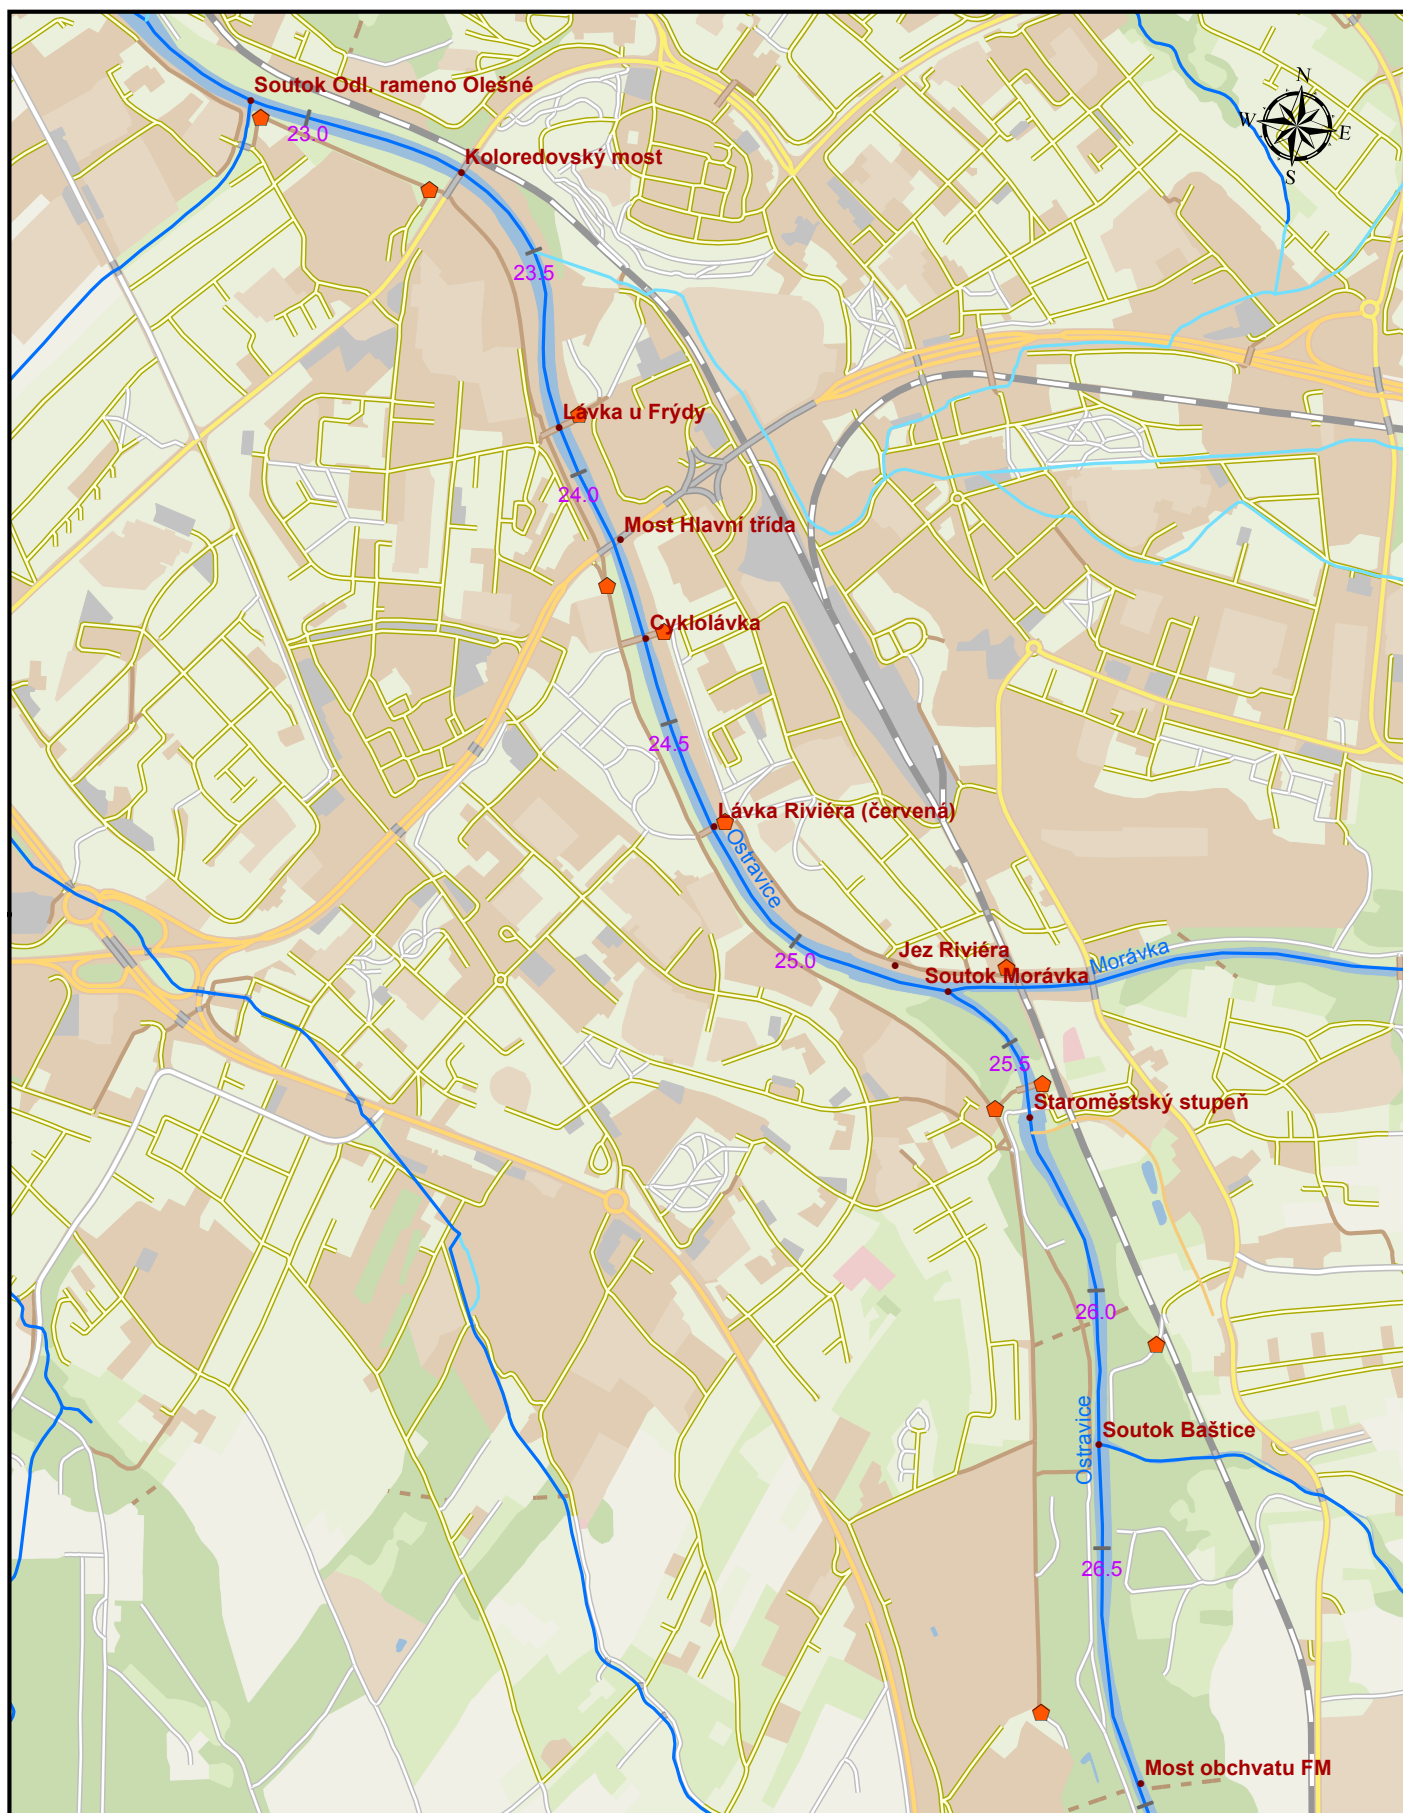 N
Soutok Odl. rameno Olešné
W
E
23.0
Koloredovský most
S
23.5
Lávka u Frýdy
24.0
Most Hlavní třída
Cyklolávka
24.5
Lávka Riviéra (červená)
Ostravice
Jez Riviéra
25.0
Morávka
Soutok Morávka
25.5
Staroměstský stupeň
26.0
Ostravice
Soutok Baštice
26.5
Most obchvatu FM